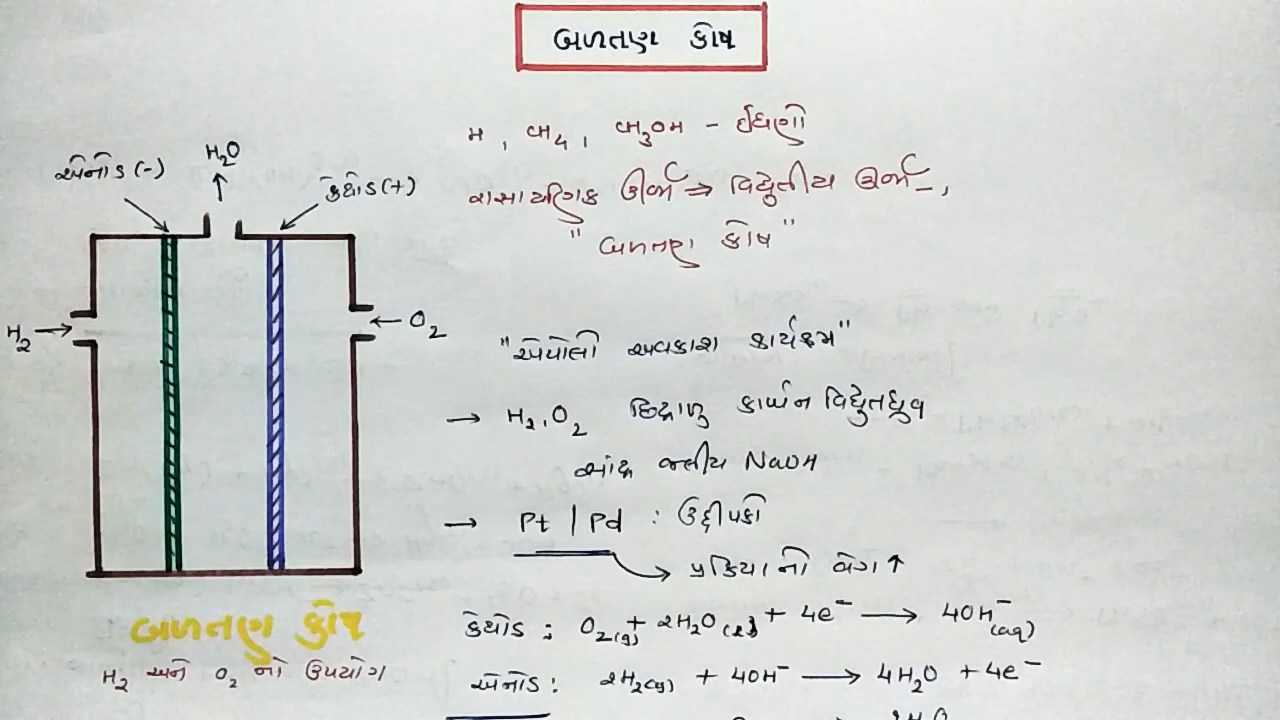 બળતણ કોષ
H₂O
એનોડ (-)
કેથોડ (+)
H₂ →
← O₂
બળતણ કોષ
H₂ અને O₂ નો ઉપયોગ
H, CH₄, CH₃OH - ઈંધણો
રાસાયણિક ઊર્જા ⇒ વિદ્યુતીય ઊર્જા,
" બળતણ કોષ "
"એપોલો અવકાશ કાર્યક્રમ"
→ H₂, O₂ છિદ્રાળુ કાર્બન વિદ્યુતધ્રુવ
સાંદ્ર જલીય NaOH
→ Pt | Pd : ઉદ્દીપકો
પ્રક્રિયાનો વેગ ↑
કેથોડ : O₂(g) + 2H₂O(l) + 4e⁻ → 4OH⁻(aq)
એનોડ : 2H₂(g) + 4OH⁻ → 4H₂O + 4e⁻